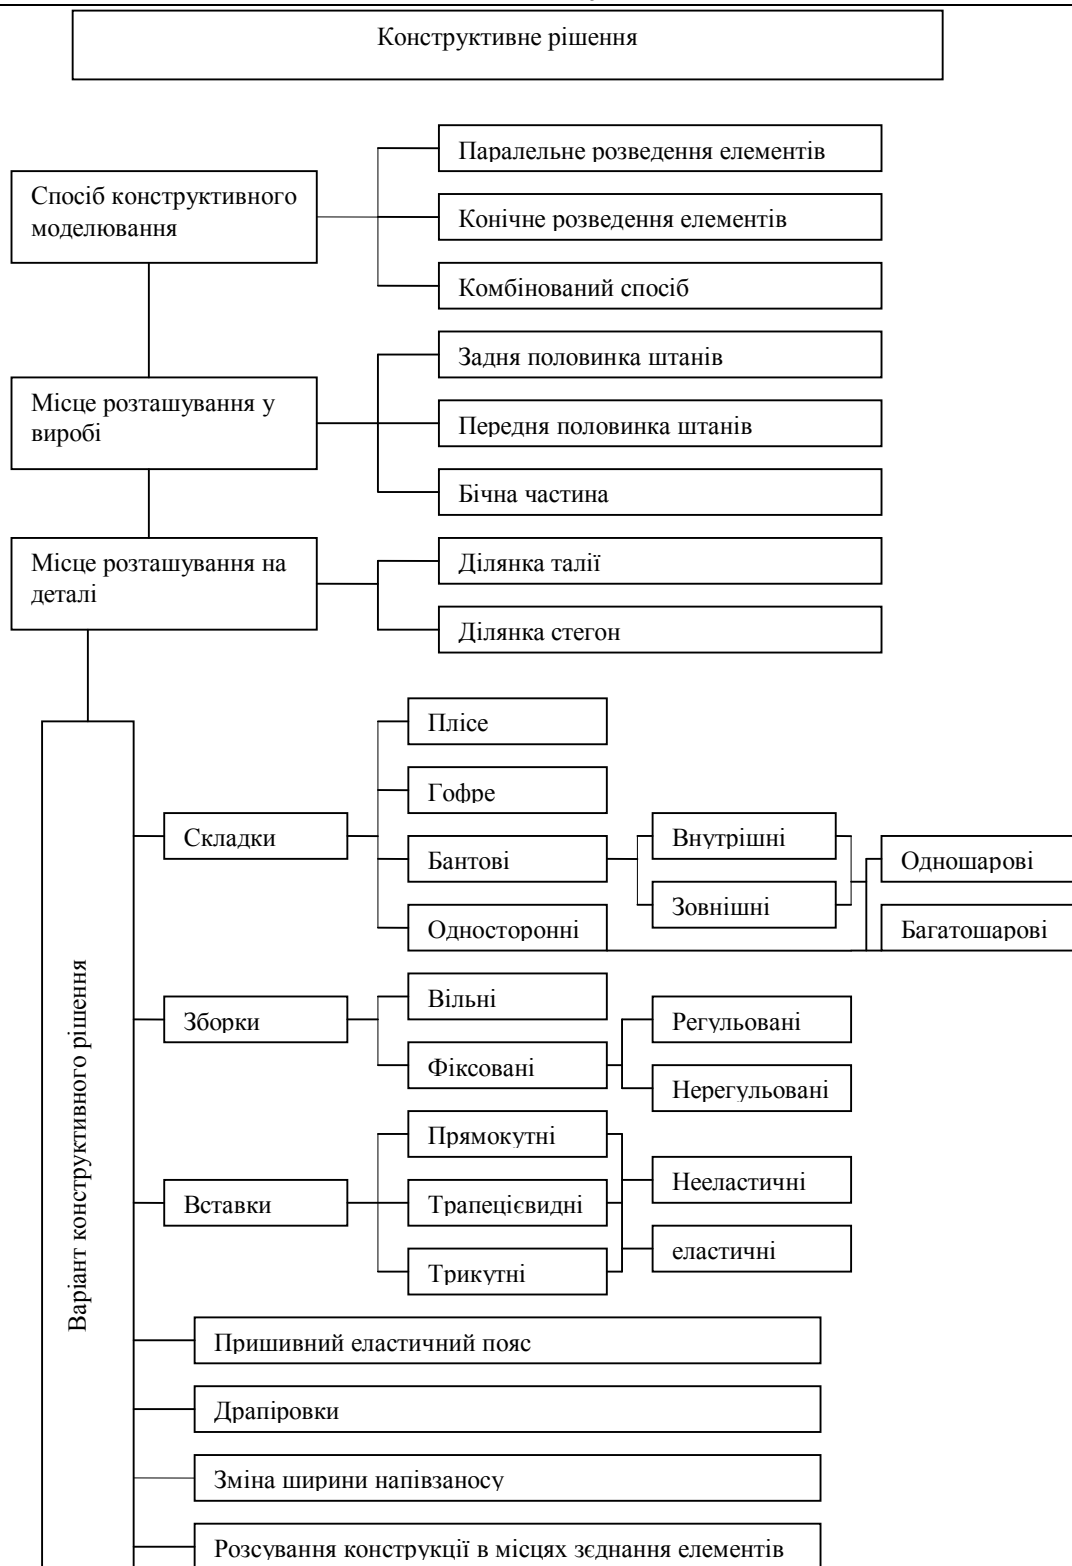 Конструктивне рішення
Паралельне розведення елементів
Спосіб конструктивного
моделювання
Конічне розведення елементів
Комбінований спосіб
Задня половинка штанів
Місце розташування у
виробі
Передня половинка штанів
Бічна частина
Місце розташування на
деталі
Ділянка талії
Ділянка стегон
Варіант конструктивного рішення
Складки
Плісе
Гофре
Бантові
Односторонні
Внутрішні
Зовнішні
Одношарові
Багатошарові
Зборки
Вільні
Фіксовані
Регульовані
Нерегульовані
Вставки
Прямокутні
Трапецієвидні
Трикутні
Нееластичні
еластичні
Пришивний еластичний пояс
Драпіровки
Зміна ширини напівзаносу
Розсування конструкції в місцях зєднання елементів